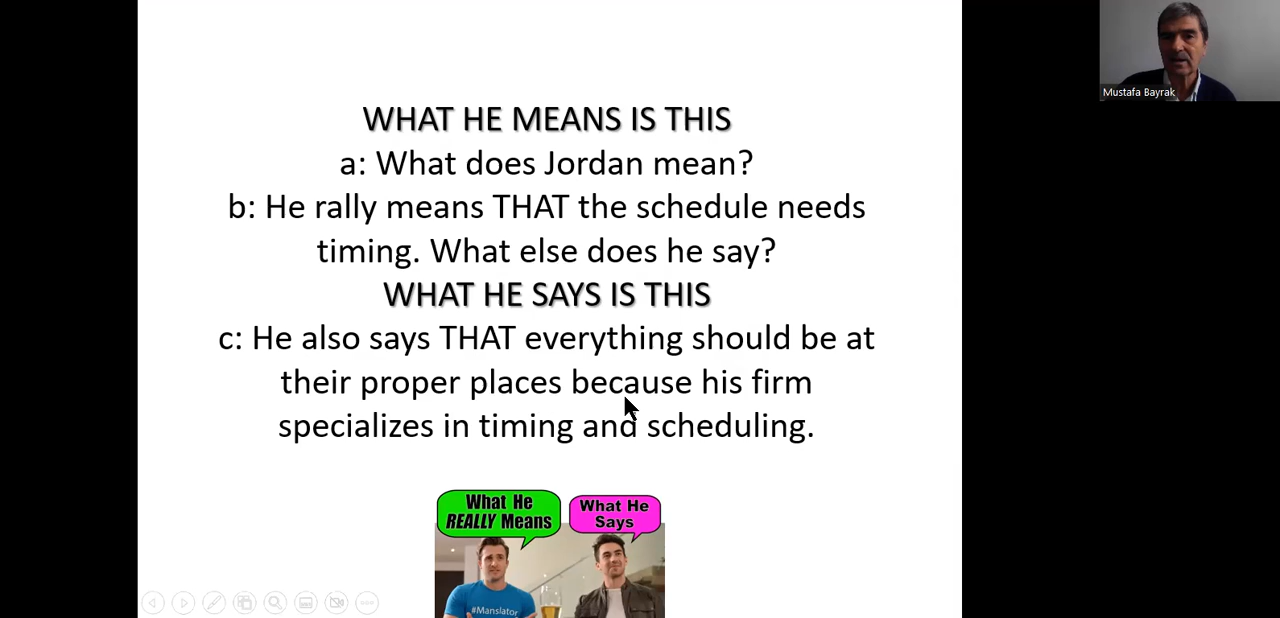 Mustafa Bayrak
WHAT HE MEANS IS THIS
a: What does Jordan mean?
b: He rally means THAT the schedule needs
timing. What else does he say?
WHAT HE SAYS IS THIS
c: He also says THAT everything should be at
their proper places because his firm
specializes in timing and scheduling.
What He
REALLY Means
What He
Says
#Manslator